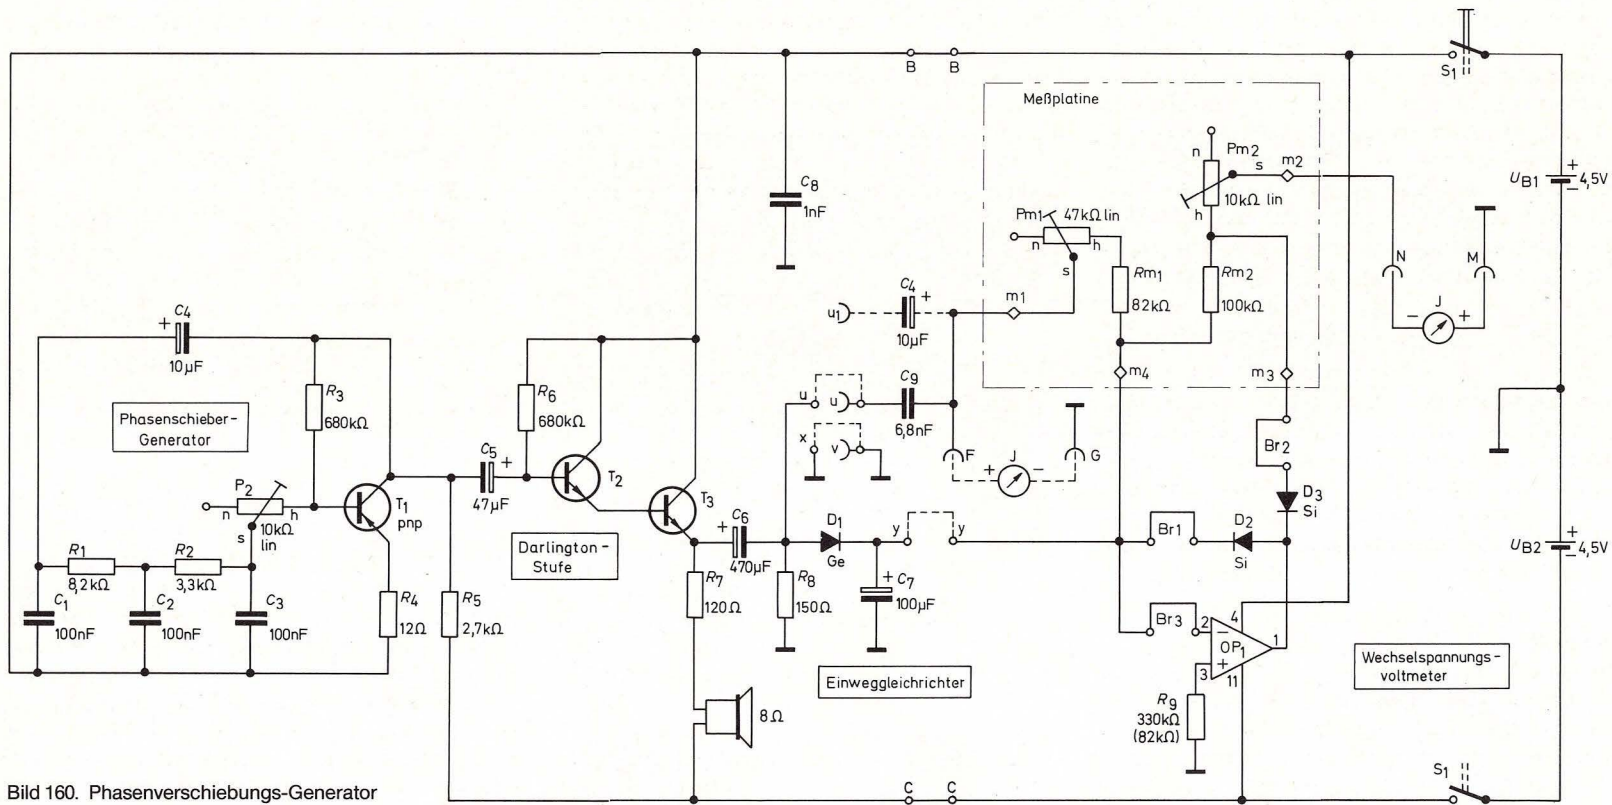 S1
B B
Meßplatine
n Pm2 s m2
10kΩ lin
h
UB1 + 4,5V
−
C8
1nF
Pm1 47kΩ lin
n h
s
Rm1
82kΩ
Rm2
100kΩ
N M
− J +
u1 C4 +
10µF
m1
m4 m3
C4
+
10µF
R3
680kΩ
R6
680kΩ
Phasenschieber-
Generator
C9
u u
6,8nF
x v
F G
+ J −
Br2
C5
+
47µF
T2
P2
n h
10kΩ
lin
s
T1
pnp
T3
D3
Si
Darlington-
Stufe
C6
+
470µF
D1
Ge
y y
Br1 D2
Si
UB2 + 4,5V
−
R1
8,2kΩ
R2
3,3kΩ
C1
100nF
C2
100nF
C3
100nF
R4
12Ω
R5
2,7kΩ
R7
120Ω
R8
150Ω
+ C7
100µF
Br3 2 − 4
OP1 1
3 + 11
Einweggleichrichter
Wechselspannungs-
voltmeter
R9
330kΩ
(82kΩ)
8Ω
S1
C C
Bild 160. Phasenverschiebungs-Generator